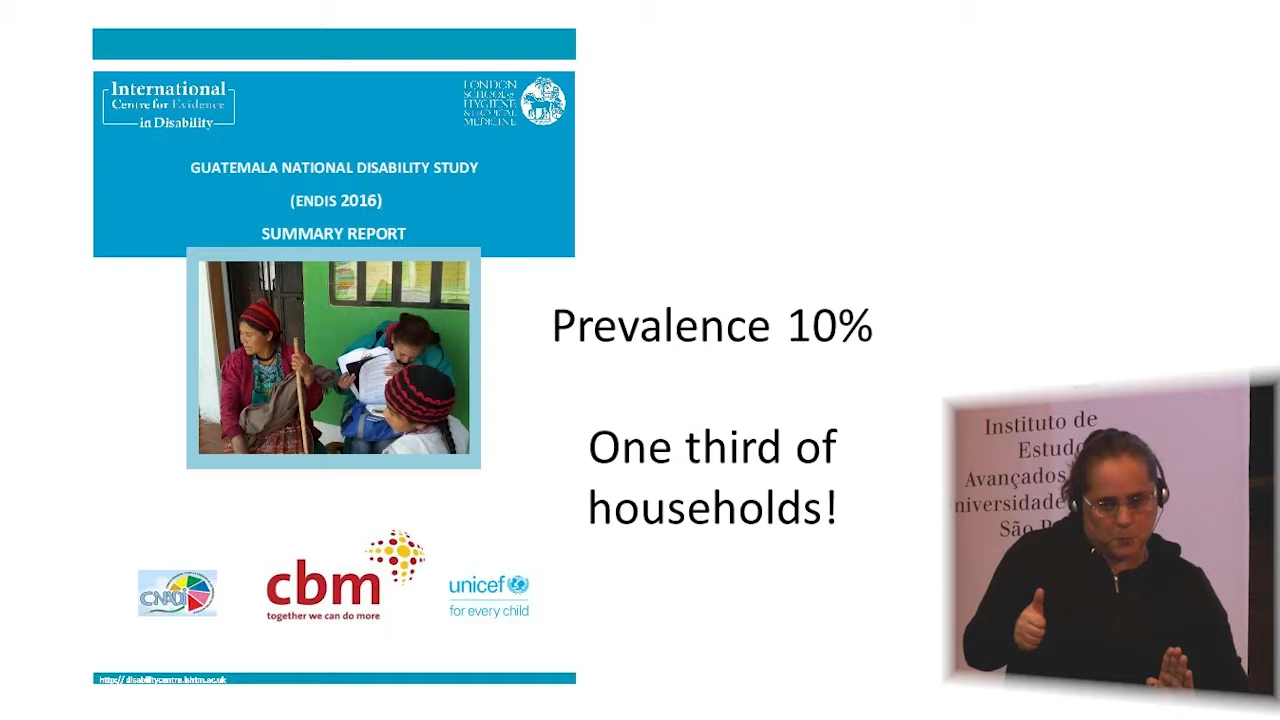 International
Centre for Evidence
in Disability
LONDON
SCHOOL of
HYGIENE
& TROPICAL
MEDICINE
GUATEMALA NATIONAL DISABILITY STUDY
(ENDIS 2016)
SUMMARY REPORT
Prevalence 10%
One third of
households!
CNADI
cbm
together we can do more
unicef
for every child
http:// disabilitycentre.lshtm.ac.uk
Instituto de
Estudo
Avançados
niversidade
São P